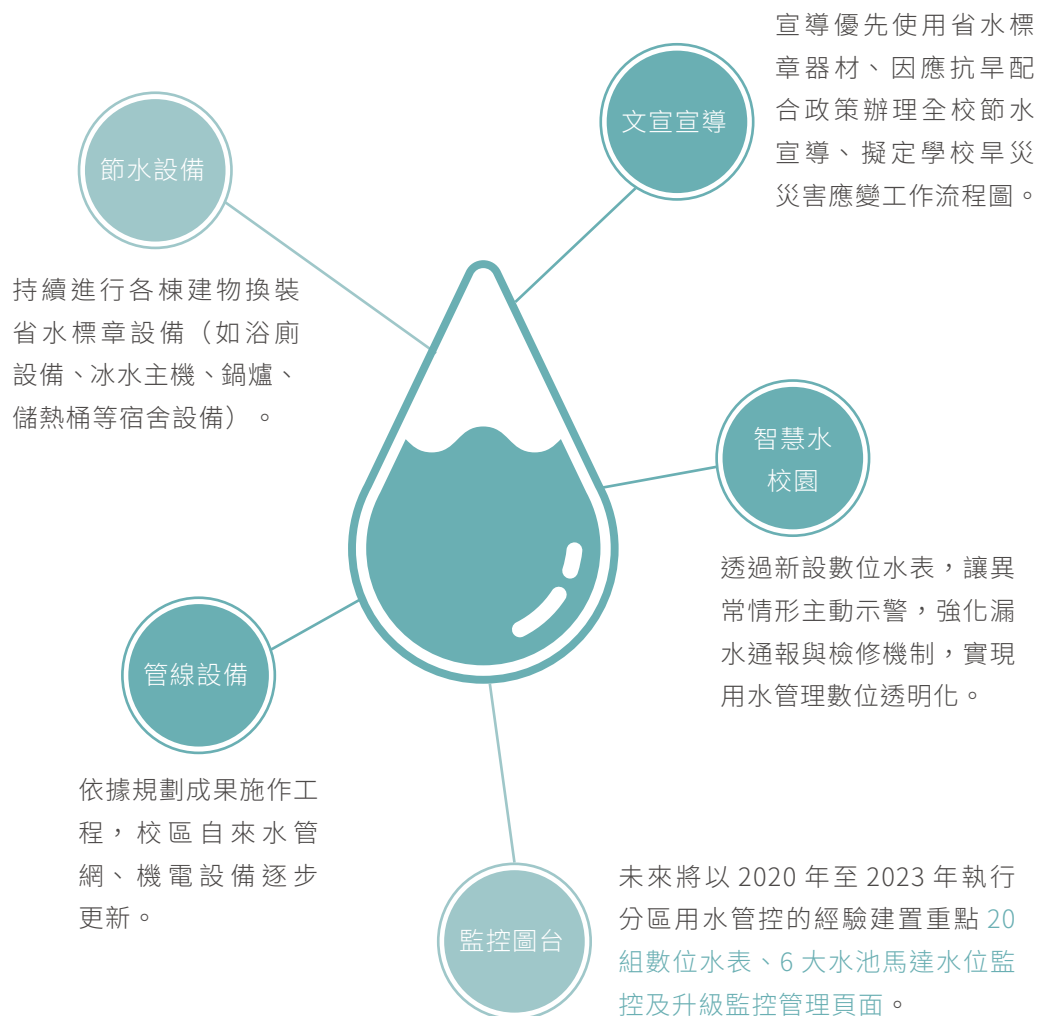 文宣宣導
宣導優先使用省水標
章器材、因應抗旱配
合政策辦理全校節水
宣導、擬定學校旱災
災害應變工作流程圖。
節水設備
持續進行各棟建物換裝
省水標章設備（如浴廁
設備、冰水主機、鍋爐、
儲熱桶等宿舍設備）。
智慧水
校園
透過新設數位水表，讓異
常情形主動示警，強化漏
水通報與檢修機制，實現
用水管理數位透明化。
管線設備
依據規劃成果施作工
程，校區自來水管
網、機電設備逐步
更新。
監控圖台
未來將以 2020 年至 2023 年執行
分區用水管控的經驗建置重點 20
組數位水表、6 大水池馬達水位監
控及升級監控管理頁面。